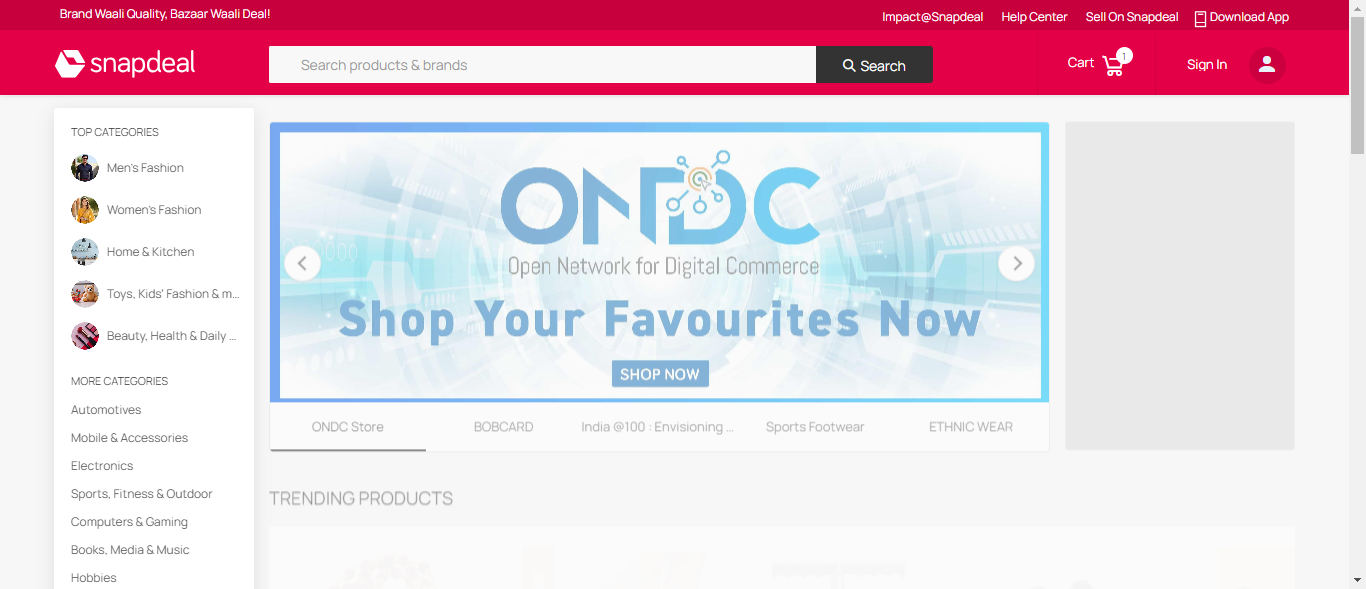 Brand Waali Quality, Bazaar Waali Deal!
Impact@Snapdeal Help Center Sell On Snapdeal Download App
snapdeal
Search products & brands
Search
Cart 1
Sign In
TOP CATEGORIES
Men's Fashion
Women's Fashion
Home & Kitchen
Toys, Kids' Fashion & m...
Beauty, Health & Daily ...
MORE CATEGORIES
Automotives
Mobile & Accessories
Electronics
Sports, Fitness & Outdoor
Computers & Gaming
Books, Media & Music
Hobbies
ONDC
Open Network for Digital Commerce
Shop Your Favourites Now
SHOP NOW
ONDC Store BOBCARD India @100 : Envisioning ... Sports Footwear ETHNIC WEAR
TRENDING PRODUCTS